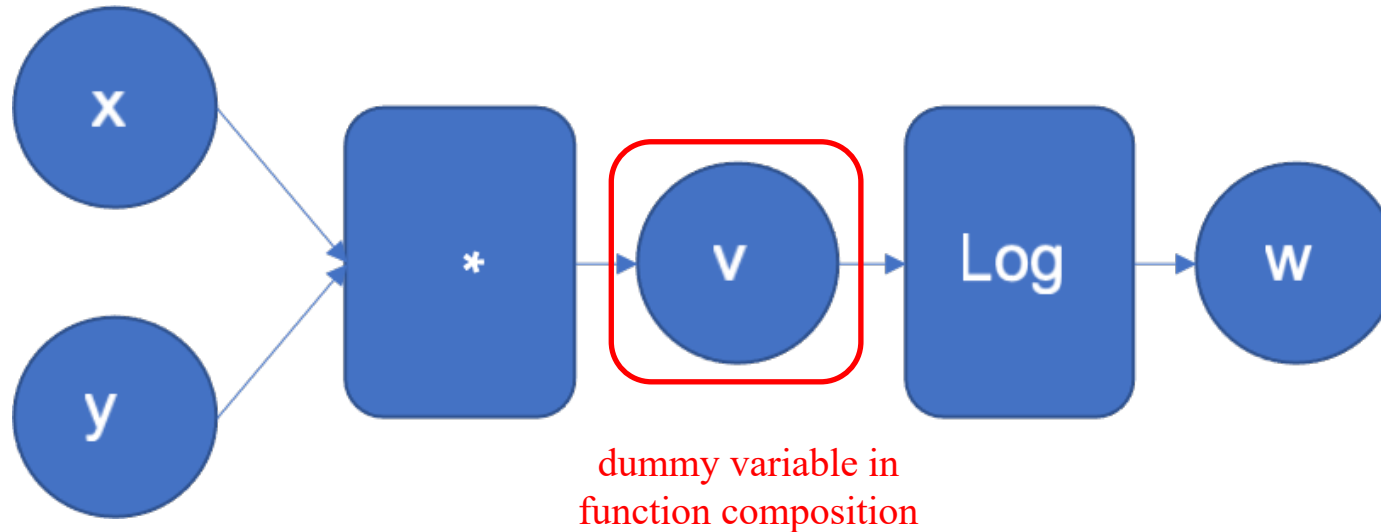 x
y
*
v
Log
w
dummy variable in
function composition